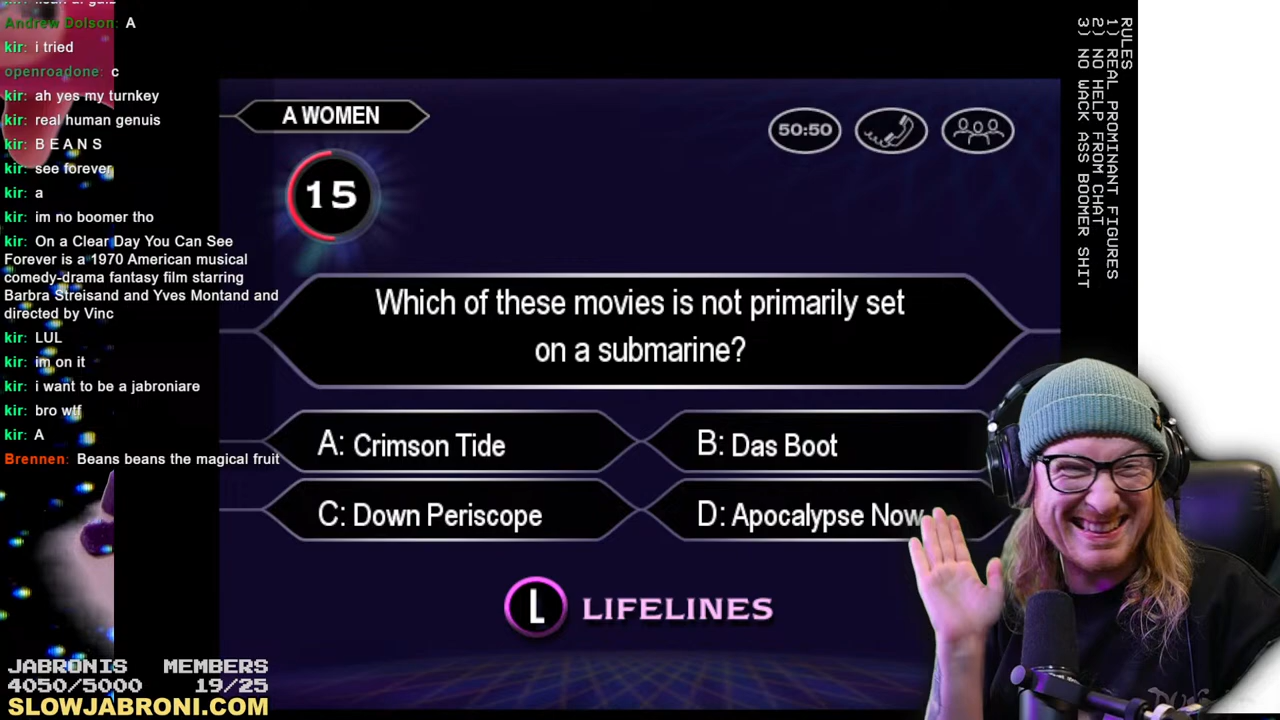 Andrew Dolson: A
kir: i tried
openroadone: c
kir: ah yes my turnkey
kir: real human genuis
kir: B E A N S
kir: see forever
kir: a
kir: im no boomer tho
kir: On a Clear Day You Can See
Forever is a 1970 American musical
comedy-drama fantasy film starring
Barbra Streisand and Yves Montand and
directed by Vinc
kir: LUL
kir: im on it
kir: i want to be a jabroniare
kir: bro wtf
kir: A
Brennen: Beans beans the magical fruit
JABRONIS MEMBERS
4050/5000 19/25
SLOWJABRONI.COM
A WOMEN
15
50:50
Which of these movies is not primarily set
on a submarine?
A: Crimson Tide
B: Das Boot
C: Down Periscope
D: Apocalypse Now
L LIFELINES
RULES
1) REAL PROMINANT FIGURES
2) NO HELP FROM CHAT
3) NO WACK ASS BOOMER SHIT